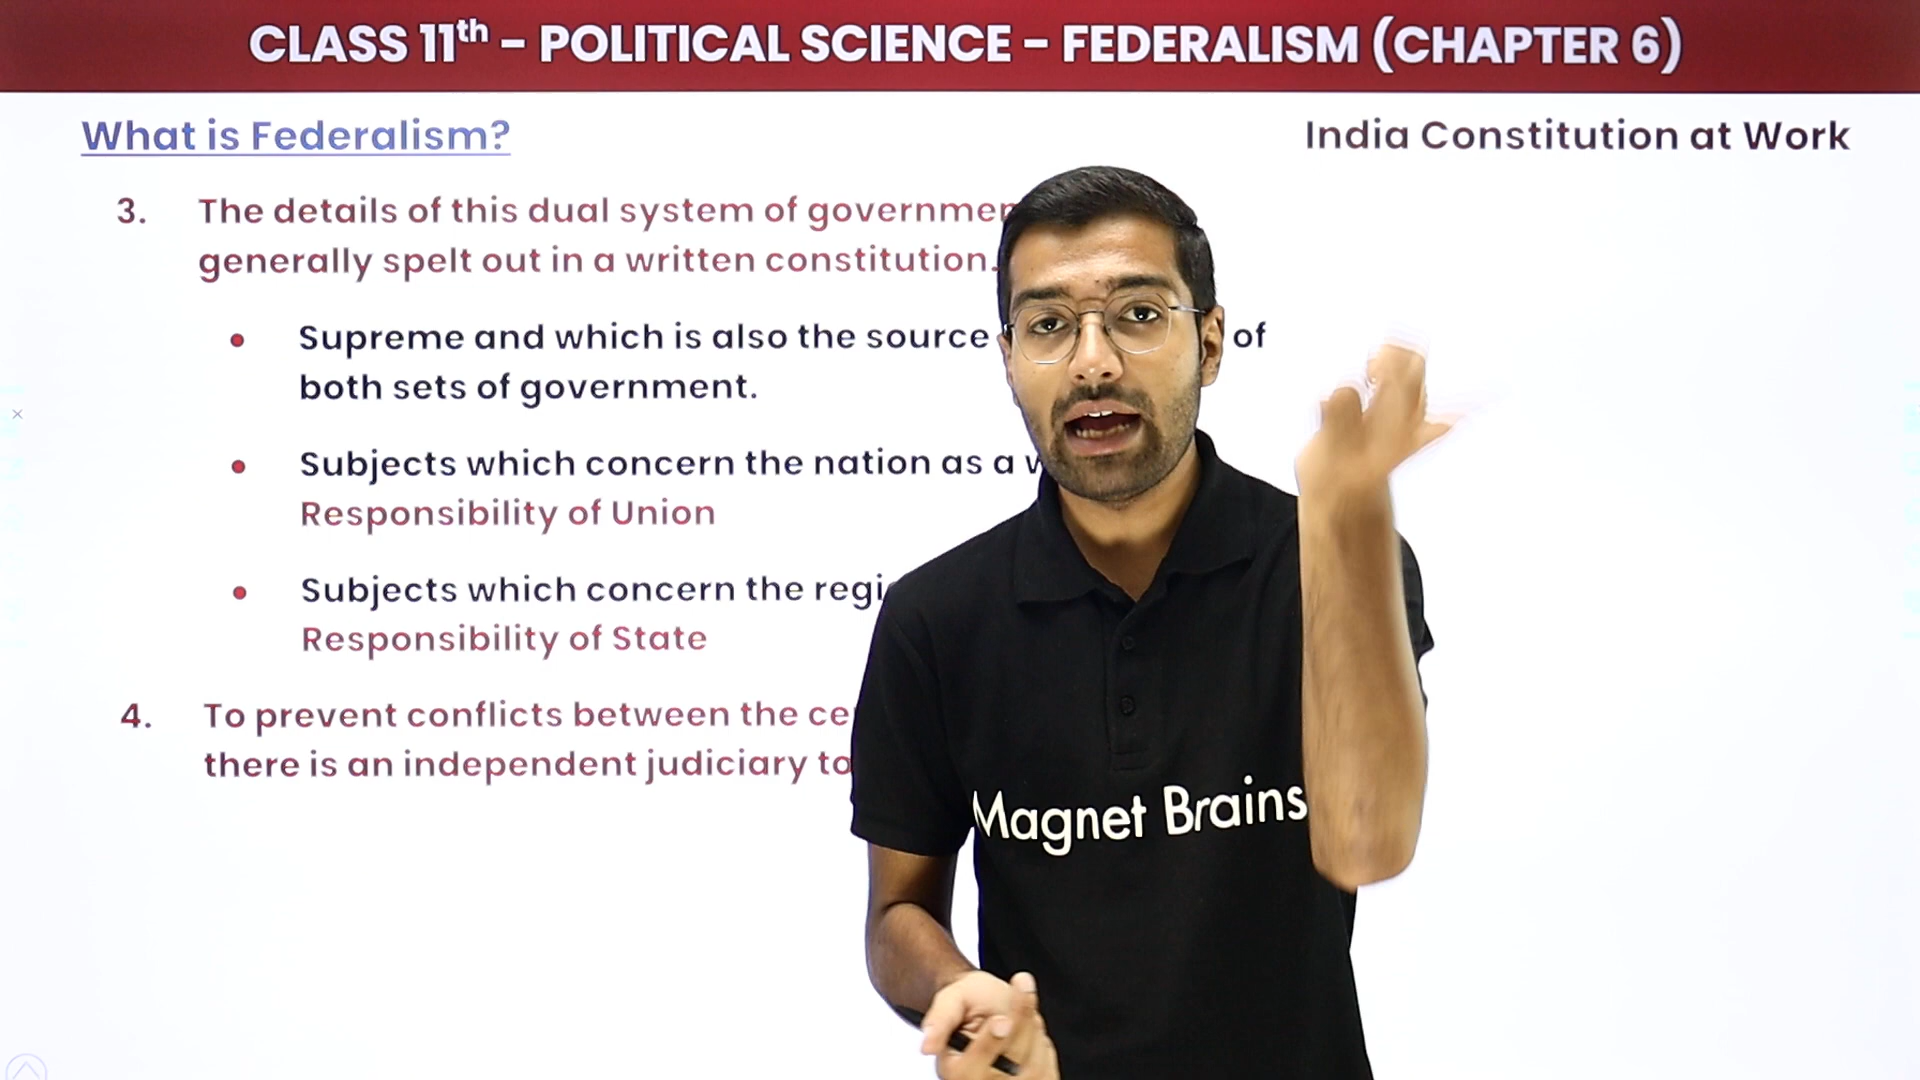 CLASS 11th – POLITICAL SCIENCE – FEDERALISM (CHAPTER 6)
What is Federalism?
India Constitution at Work
3. The details of this dual system of
generally spelt out in a written constitution.
• Supreme and which is also the source of
both sets of government.
• Subjects which concern the nation as a
Responsibility of Union
• Subjects which concern the
Responsibility of State
4. To prevent conflicts between the
there is an independent judiciary to
Magnet Brains